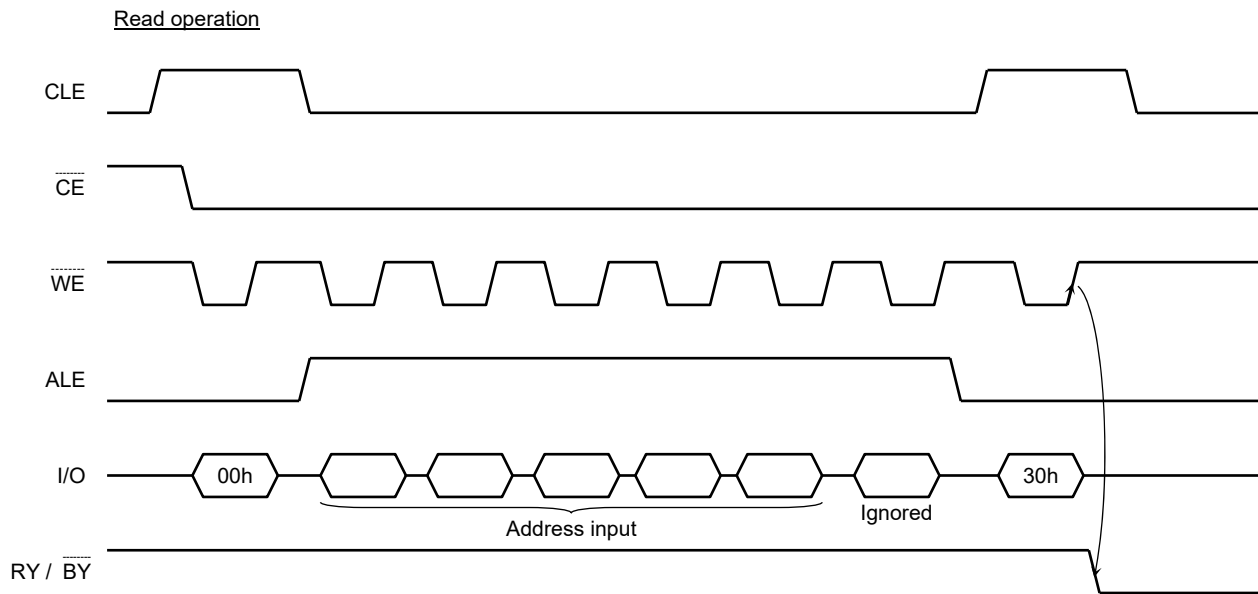 Read operation
CLE
CE
WE
ALE
I/O
00h
30h
Address input
Ignored
RY / BY